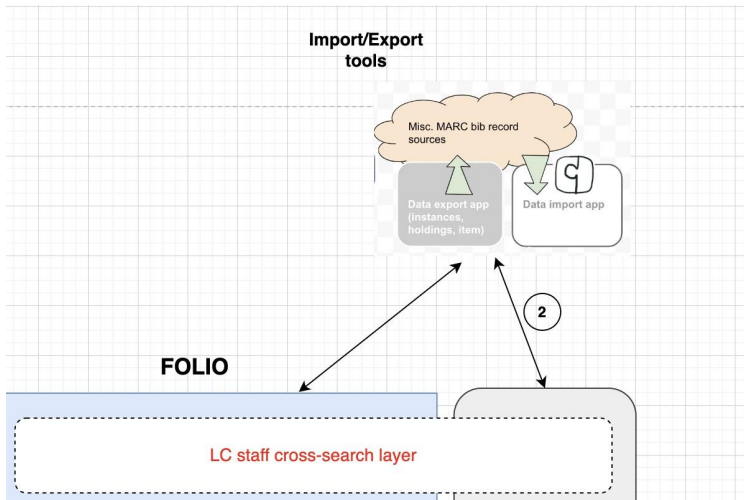 Import/Export
tools
Misc. MARC bib record
sources
Data export app
(instances,
holdings, item)
Data import app
2
FOLIO
LC staff cross-search layer